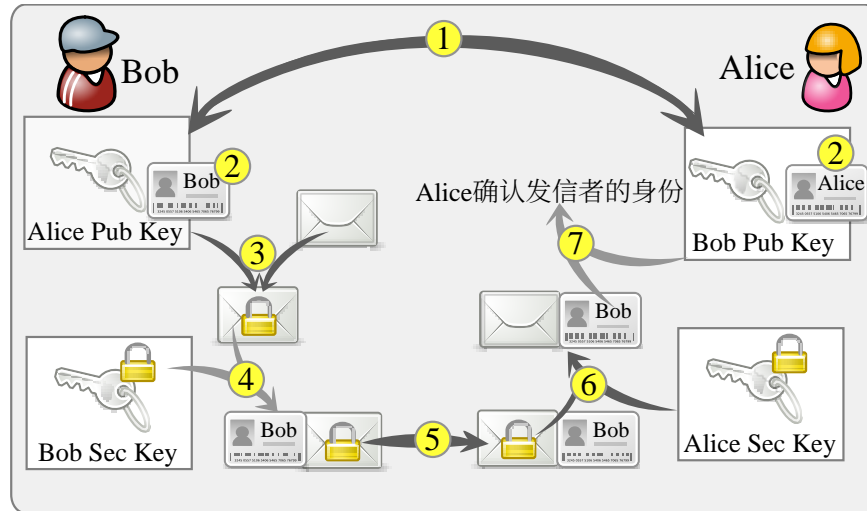 1
Bob
Alice
2
Bob
Alice Pub Key
2
Alice
Bob Pub Key
Alice确认发信者的身份
3
7
Bob
4
Bob Sec Key
6
Alice Sec Key
Bob
5
Bob